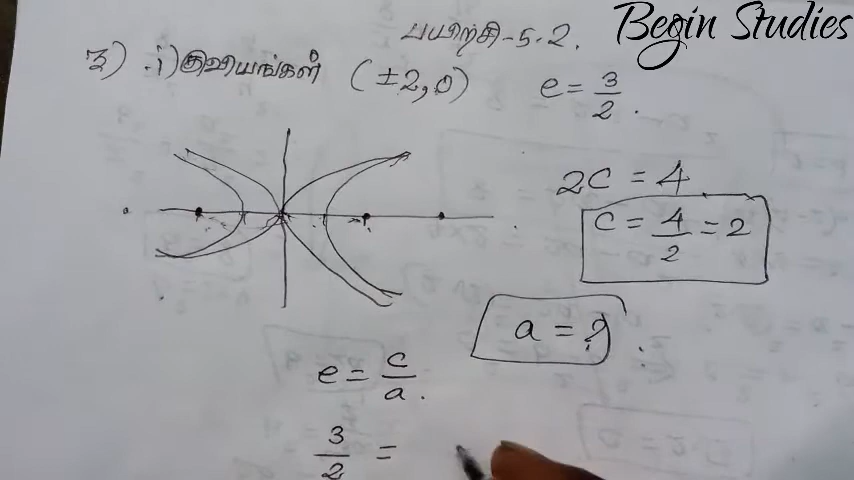 Begin Studies
பயிற்சி-5.2.
3) i) குவியங்கள் (±2,0) e = 3/2.
2c = 4
c = 4/2 = 2
a = ?
e = c/a.
3/2 =